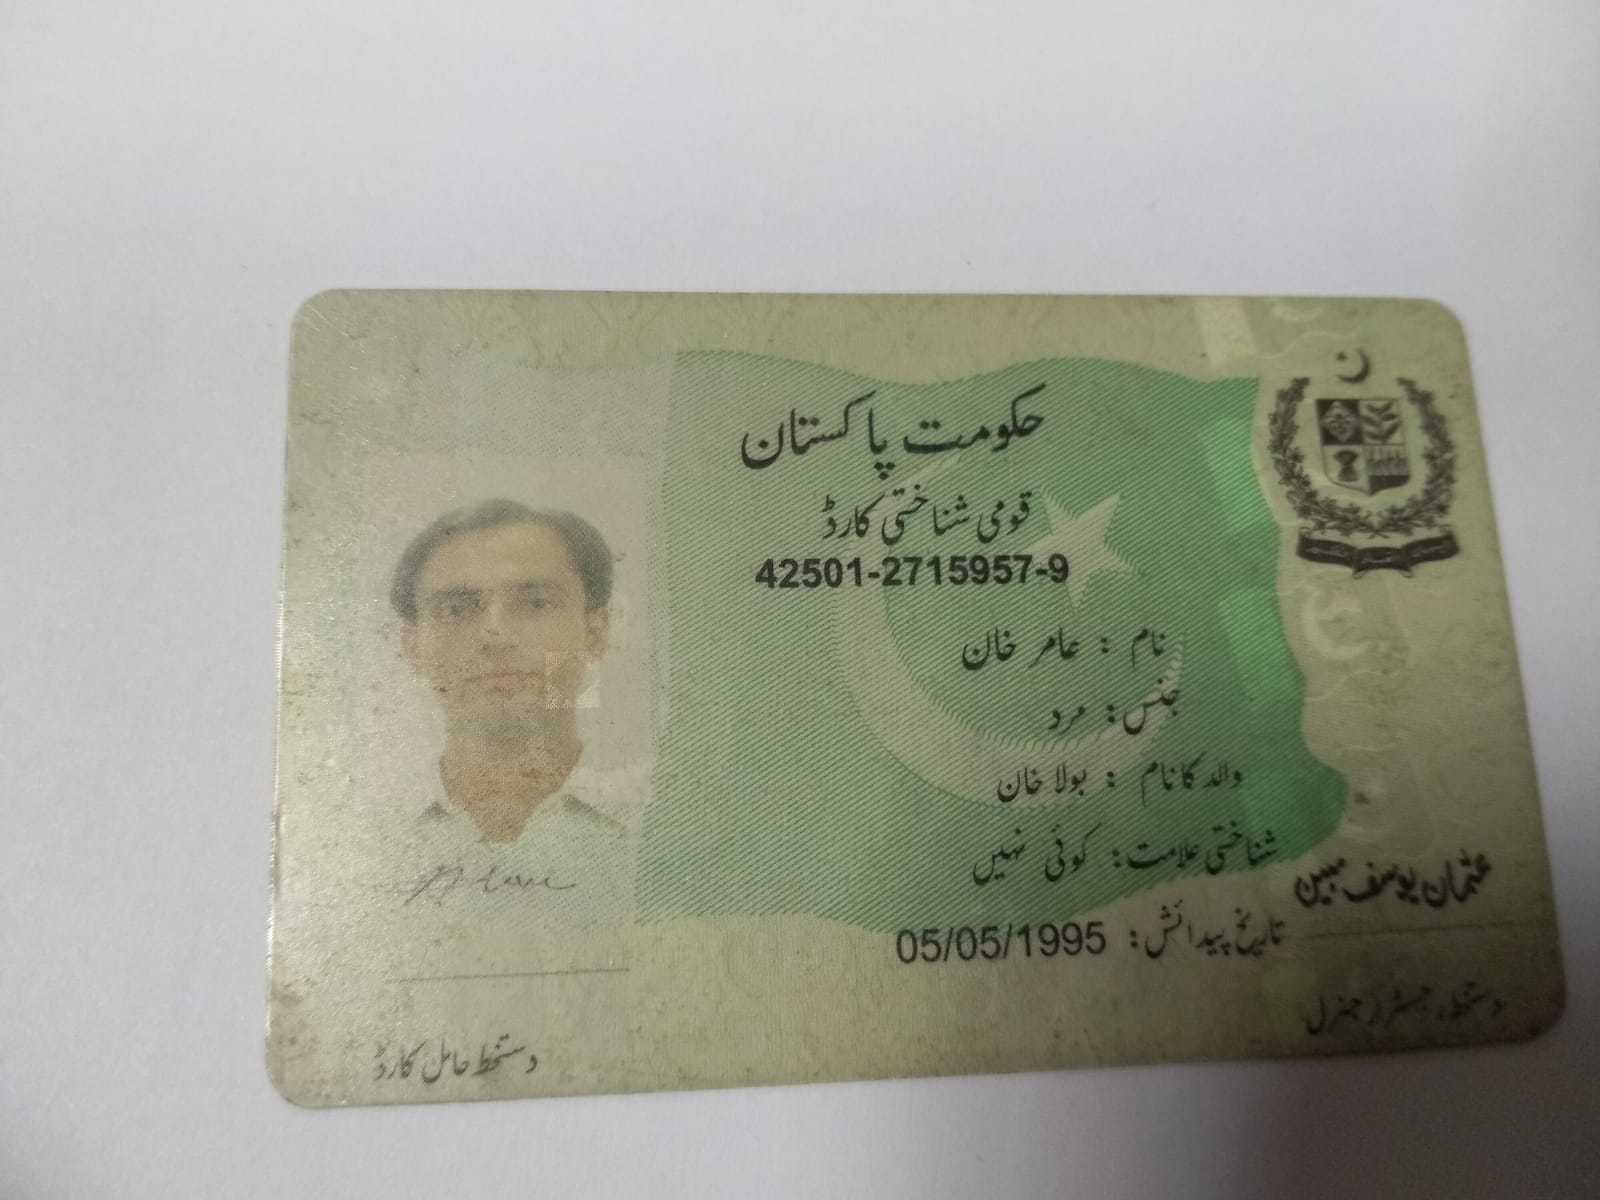 حکومت پاکستان
قومی شناختی کارڈ
42501-2715957-9
نام : عامر خان
جنس: مرد
والد کا نام : بولا خان
شناختی علامت: کوئی نہیں
تاریخ پیدائش: 05/05/1995
عثمان یوسف مبین
دستخط رجسٹرار جنرل
دستخط حامل کارڈ